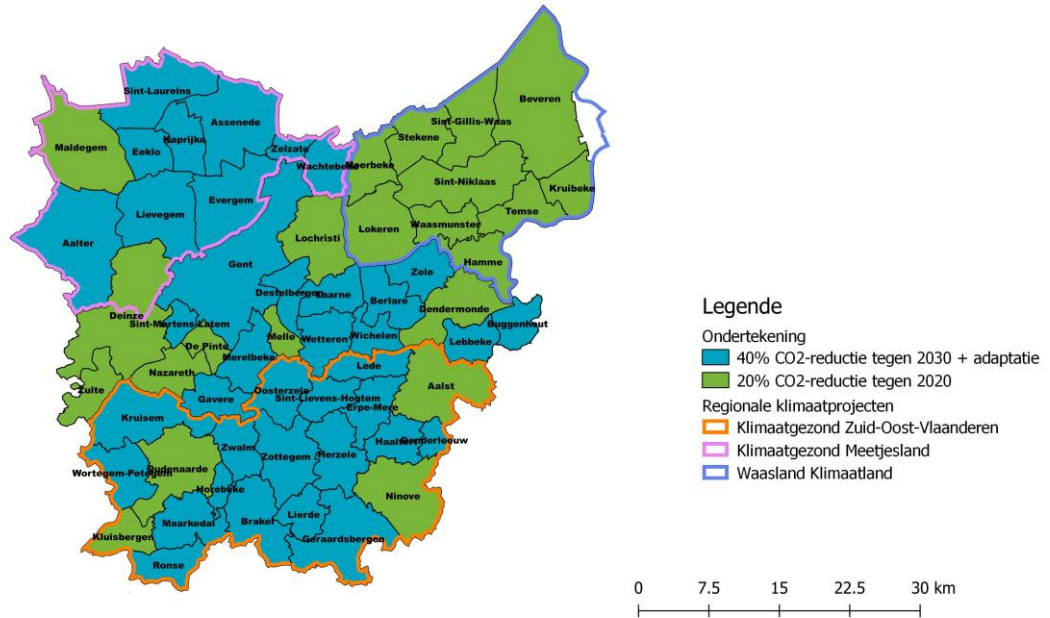 Sint-Laureins
Assenede
Kaprijke
Maldegem
Eeklo
Zelzate
Wachtebeke
Evergem
Lievegem
Aalter
Beveren
Sint-Gillis-Waas
Stekene
Moerbeke
Sint-Niklaas
Kruibeke
Temse
Lokeren
Waasmunster
Hamme
Lochristi
Gent
Zele
Destelbergen
Laarne
Berlare
Dendermonde
Buggenhout
Deinze
Sint-Martens-Latem
De Pinte
Melle
Wetteren
Wichelen
Lebbeke
Merelbeke
Nazareth
Lede
Aalst
Zulte
Gavere
Oosterzele
Sint-Lievens-Hogtem
Erpe-Mere
Kruisem
Zwalm
Haaltert
Denderleeuw
Zottegem
Herzele
Oudenaarde
Wortegem-Petegem
Horebeke
Ninove
Maarkedal
Brakel
Lierde
Kluisbergen
Geraardsbergen
Ronse
Legende
Ondertekening
40% CO2-reductie tegen 2030 + adaptatie
20% CO2-reductie tegen 2020
Regionale klimaatprojecten
Klimaatgezond Zuid-Oost-Vlaanderen
Klimaatgezond Meetjesland
Waasland Klimaatland
0 7.5 15 22.5 30 km